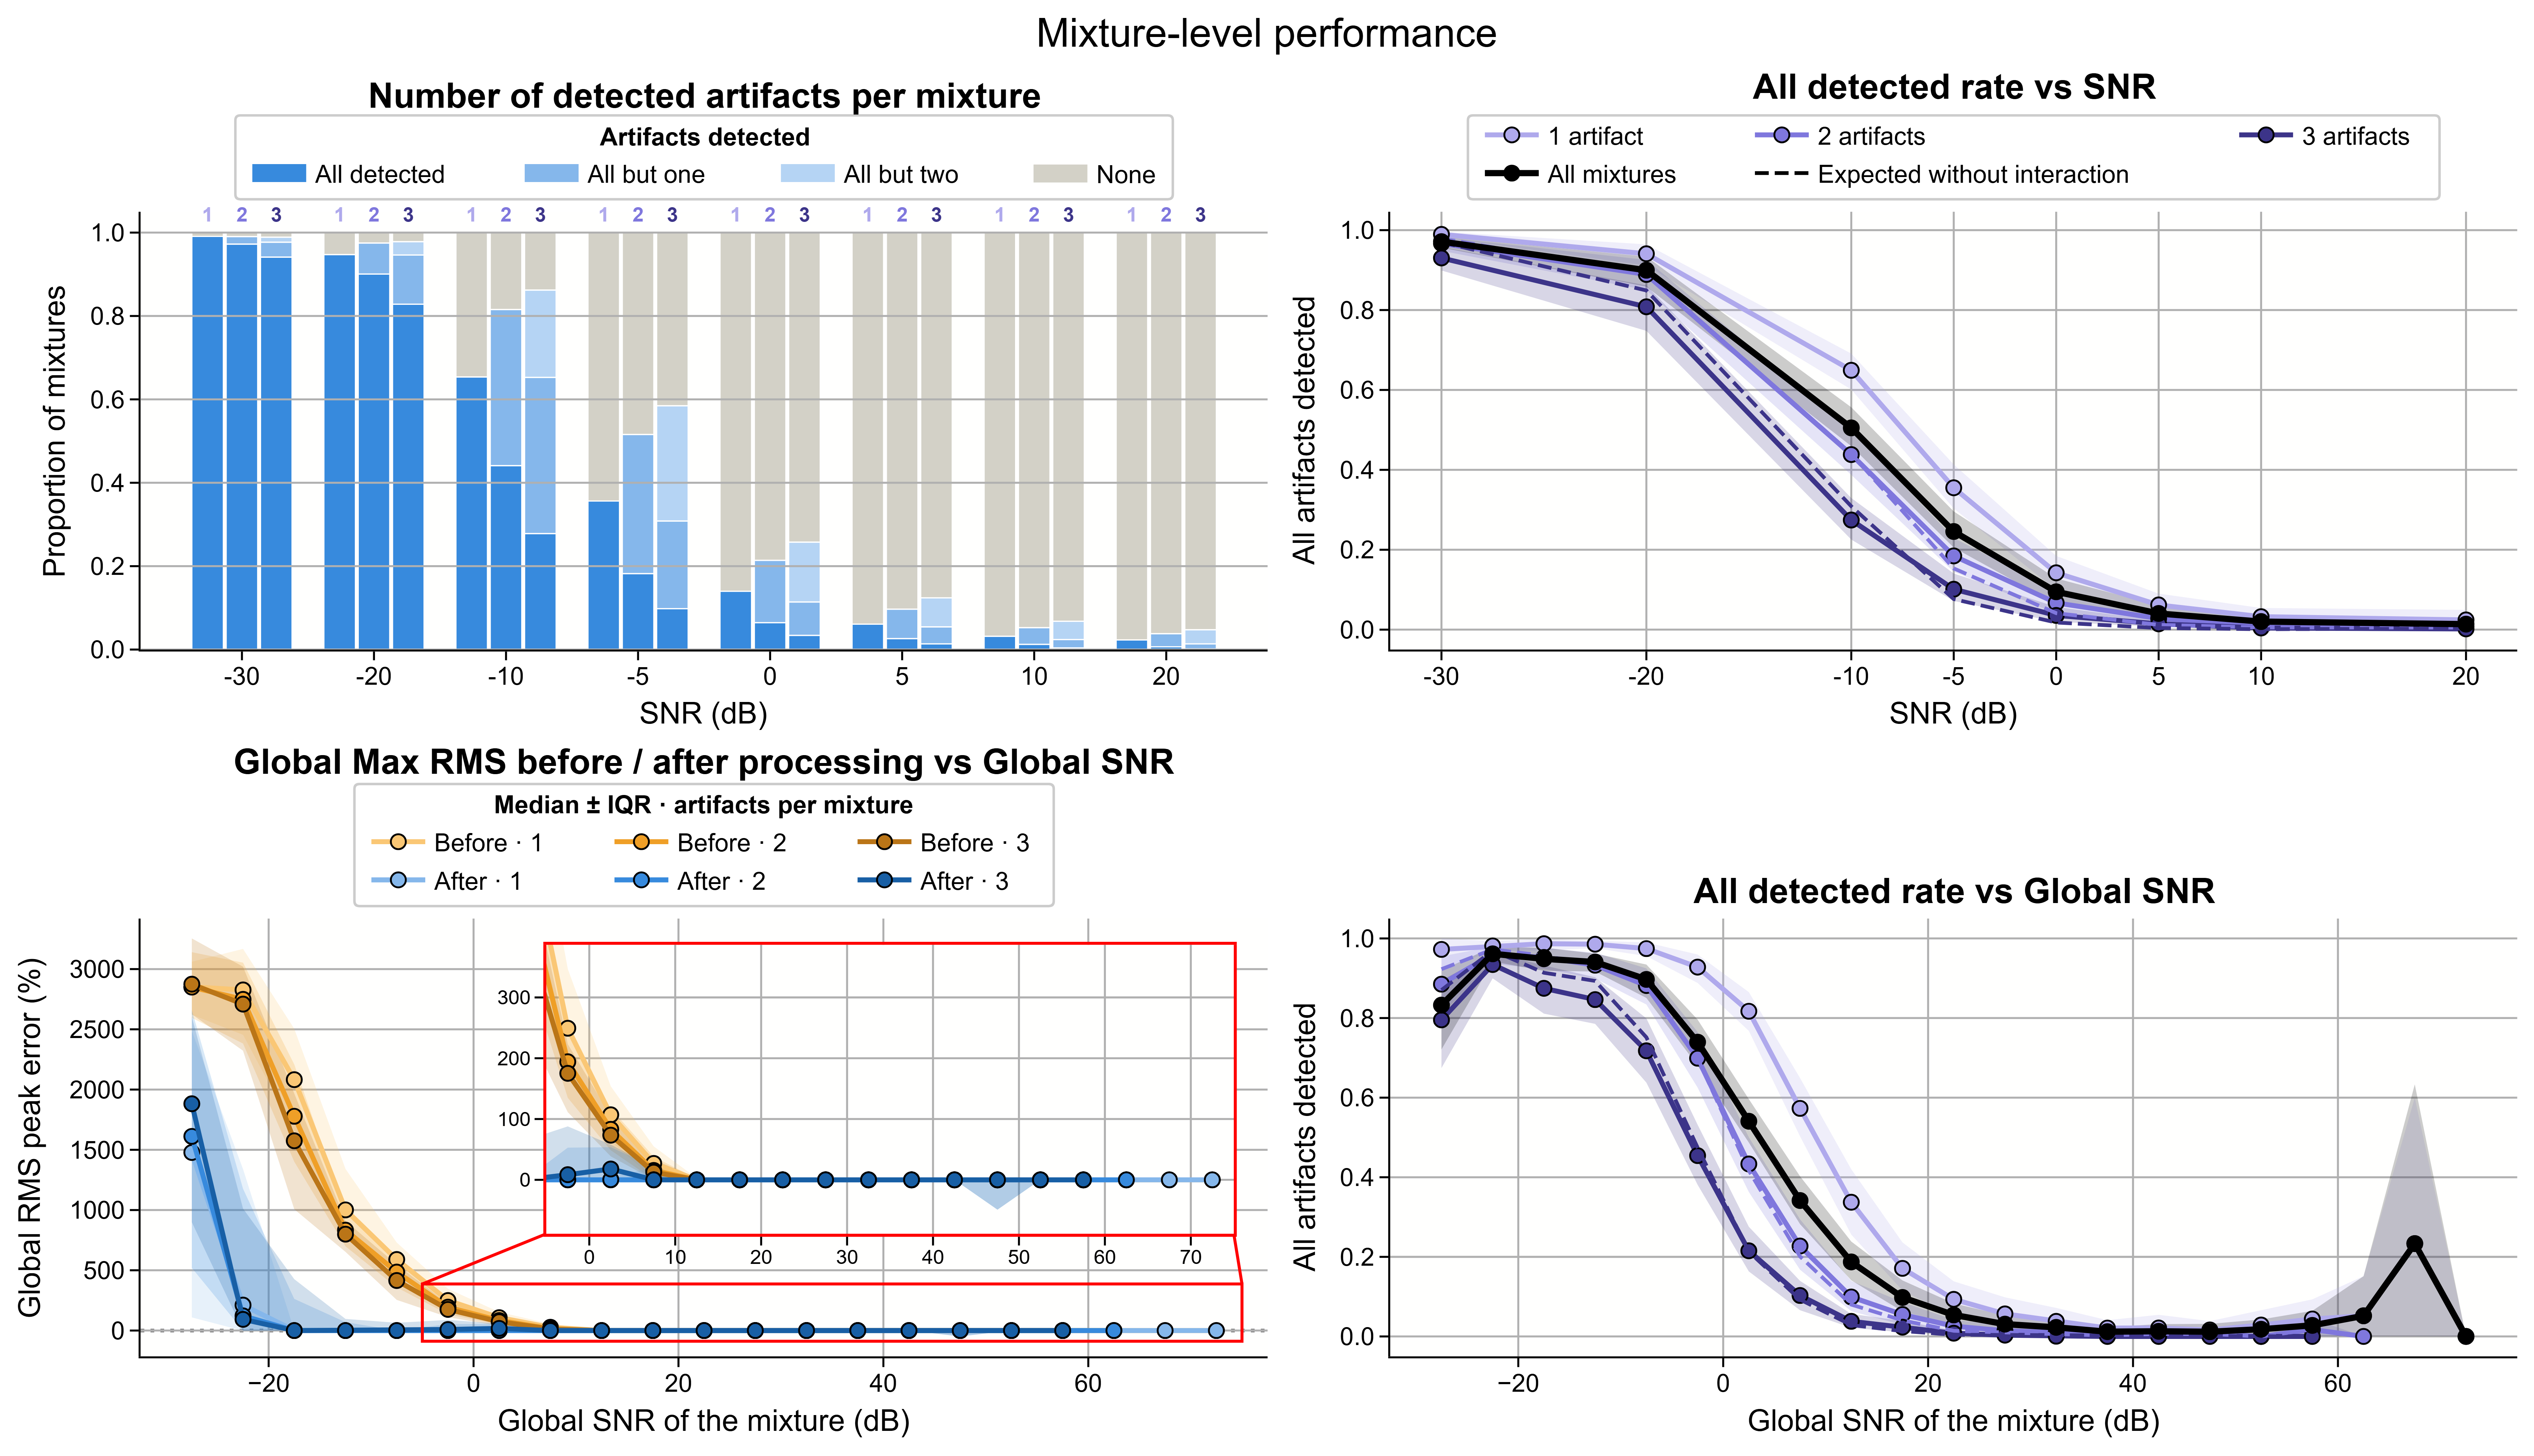 Mixture-level performance
Number of detected artifacts per mixture
Artifacts detected
All detected
All but one
All but two
None
1 2 3 1 2 3 1 2 3 1 2 3 1 2 3 1 2 3 1 2 3 1 2 3
1.0
0.8
0.6
0.4
0.2
0.0
Proportion of mixtures
-30 -20 -10 -5 0 5 10 20
SNR (dB)
All detected rate vs SNR
1 artifact
2 artifacts
3 artifacts
All mixtures
Expected without interaction
1.0
0.8
0.6
0.4
0.2
0.0
All artifacts detected
-30 -20 -10 -5 0 5 10 20
SNR (dB)
Global Max RMS before / after processing vs Global SNR
Median ± IQR · artifacts per mixture
Before · 1
Before · 2
Before · 3
After · 1
After · 2
After · 3
3000
2500
2000
1500
1000
500
0
Global RMS peak error (%)
300
200
100
0
0 10 20 30 40 50 60 70
−20 0 20 40 60
Global SNR of the mixture (dB)
All detected rate vs Global SNR
1.0
0.8
0.6
0.4
0.2
0.0
All artifacts detected
−20 0 20 40 60
Global SNR of the mixture (dB)